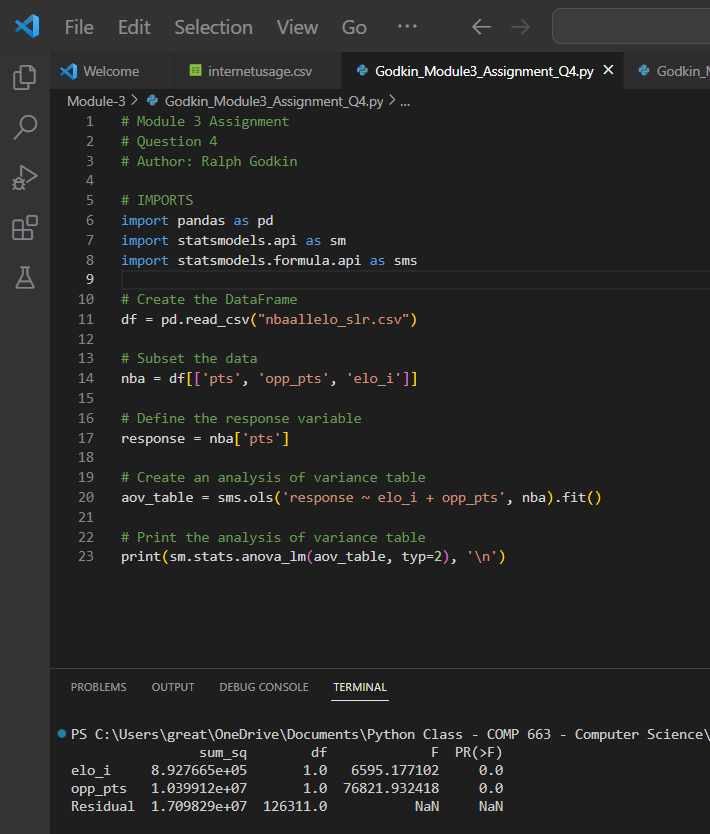 File Edit Selection View Go ...
Welcome internetusage.csv Godkin_Module3_Assignment_Q4.py Godkin_
Module-3 > Godkin_Module3_Assignment_Q4.py > ...
1 # Module 3 Assignment
2 # Question 4
3 # Author: Ralph Godkin
4
5 # IMPORTS
6 import pandas as pd
7 import statsmodels.api as sm
8 import statsmodels.formula.api as sms
9
10 # Create the DataFrame
11 df = pd.read_csv("nbaallelo_slr.csv")
12
13 # Subset the data
14 nba = df[['pts', 'opp_pts', 'elo_i']]
15
16 # Define the response variable
17 response = nba['pts']
18
19 # Create an analysis of variance table
20 aov_table = sms.ols('response ~ elo_i + opp_pts', nba).fit()
21
22 # Print the analysis of variance table
23 print(sm.stats.anova_lm(aov_table, typ=2), '\n')
PROBLEMS OUTPUT DEBUG CONSOLE TERMINAL
PS C:\Users\great\OneDrive\Documents\Python Class - COMP 663 - Computer Science\
sum_sq df F PR(>F)
elo_i 8.927665e+05 1.0 6595.177102 0.0
opp_pts 1.039912e+07 1.0 76821.932418 0.0
Residual 1.709829e+07 126311.0 NaN NaN